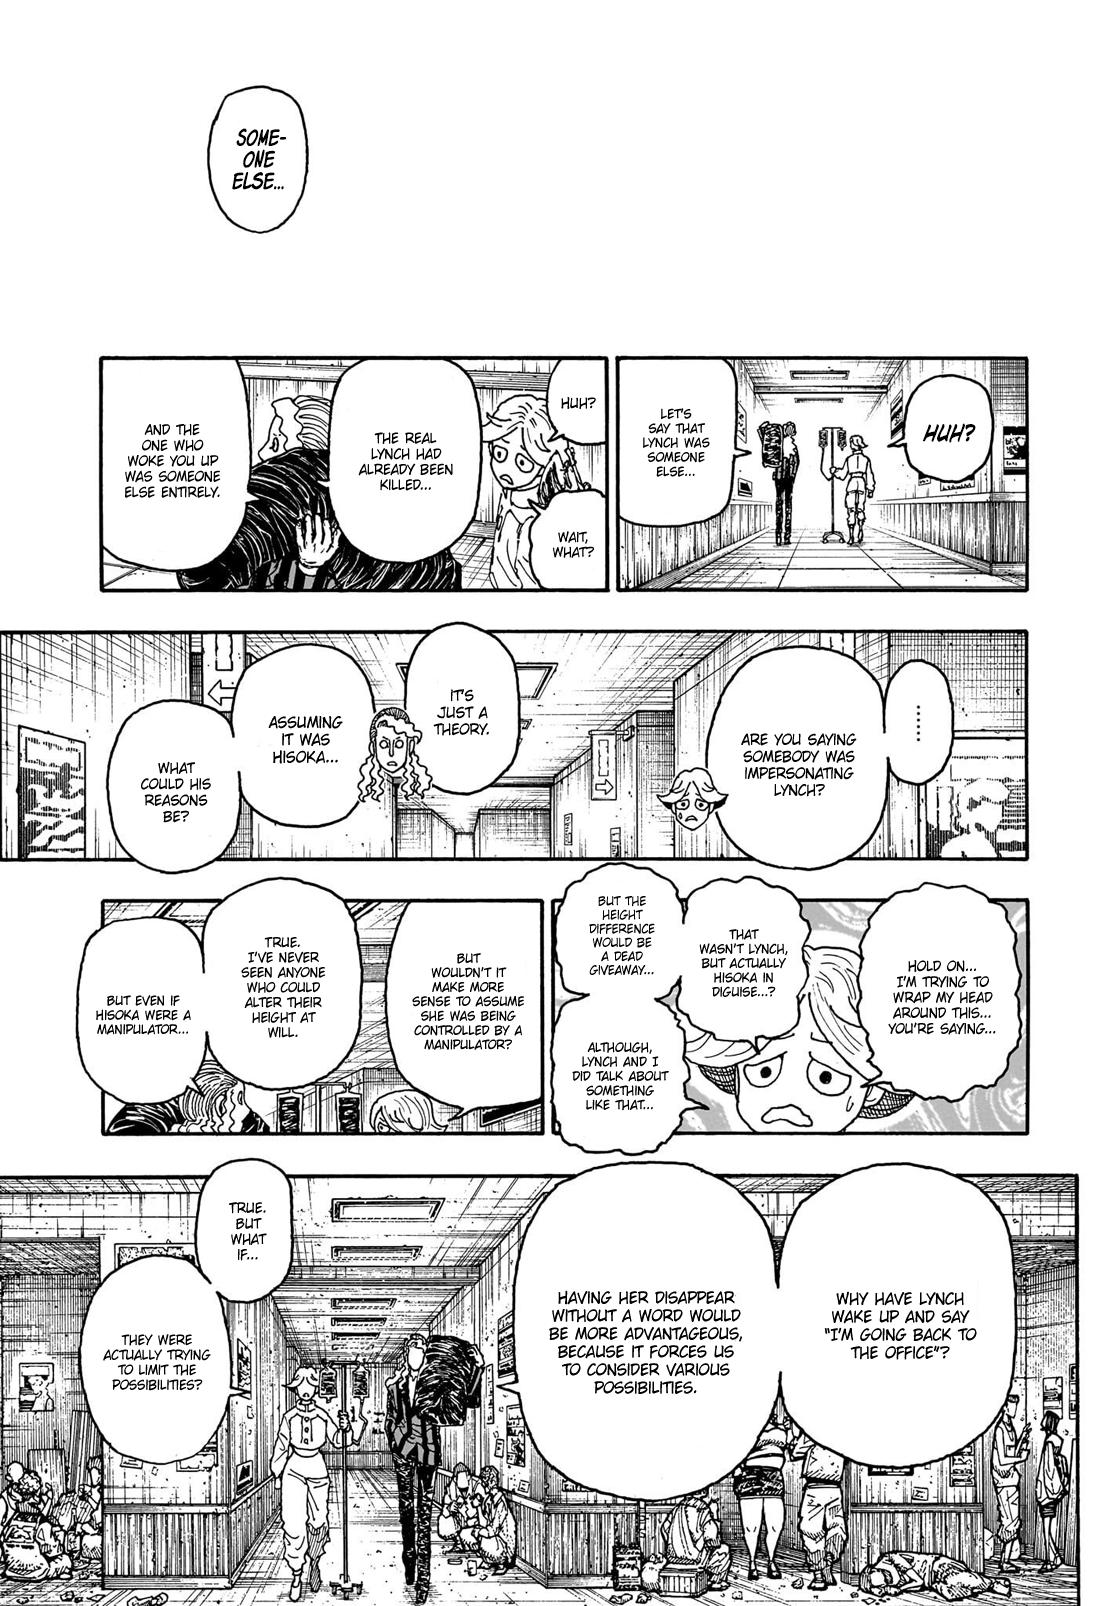 SOME-
ONE
ELSE...
HUH?
LET'S
SAY THAT
LYNCH WAS
SOMEONE
ELSE...
HUH?
WAIT,
WHAT?
THE REAL
LYNCH HAD
ALREADY BEEN
KILLED...
AND THE
ONE WHO
WOKE YOU UP
WAS SOMEONE
ELSE ENTIRELY.
.......
ARE YOU SAYING
SOMEBODY WAS
IMPERSONATING
LYNCH?
IT'S
JUST A
THEORY.
ASSUMING
IT WAS
HISOKA...
WHAT
COULD HIS
REASONS
BE?
HOLD ON...
I'M TRYING TO
WRAP MY HEAD
AROUND THIS...
YOU'RE SAYING...
THAT
WASN'T LYNCH,
BUT ACTUALLY
HISOKA IN
DISGUISE...?
BUT THE
HEIGHT
DIFFERENCE
WOULD BE
A DEAD
GIVEAWAY...
ALTHOUGH,
LYNCH AND I
DID TALK ABOUT
SOMETHING
LIKE THAT...
BUT
WOULDN'T IT
MAKE MORE
SENSE TO ASSUME
SHE WAS BEING
CONTROLLED BY A
MANIPULATOR?
TRUE.
I'VE NEVER
SEEN ANYONE
WHO COULD
ALTER THEIR
HEIGHT AT
WILL.
BUT EVEN IF
HISOKA WERE A
MANIPULATOR...
WHY HAVE LYNCH
WAKE UP AND SAY
"I'M GOING BACK TO
THE OFFICE"?
HAVING HER DISAPPEAR
WITHOUT A WORD WOULD
BE MORE ADVANTAGEOUS,
BECAUSE IT FORCES US
TO CONSIDER VARIOUS
POSSIBILITIES.
TRUE.
BUT
WHAT
IF...
THEY WERE
ACTUALLY TRYING
TO LIMIT THE
POSSIBILITIES?